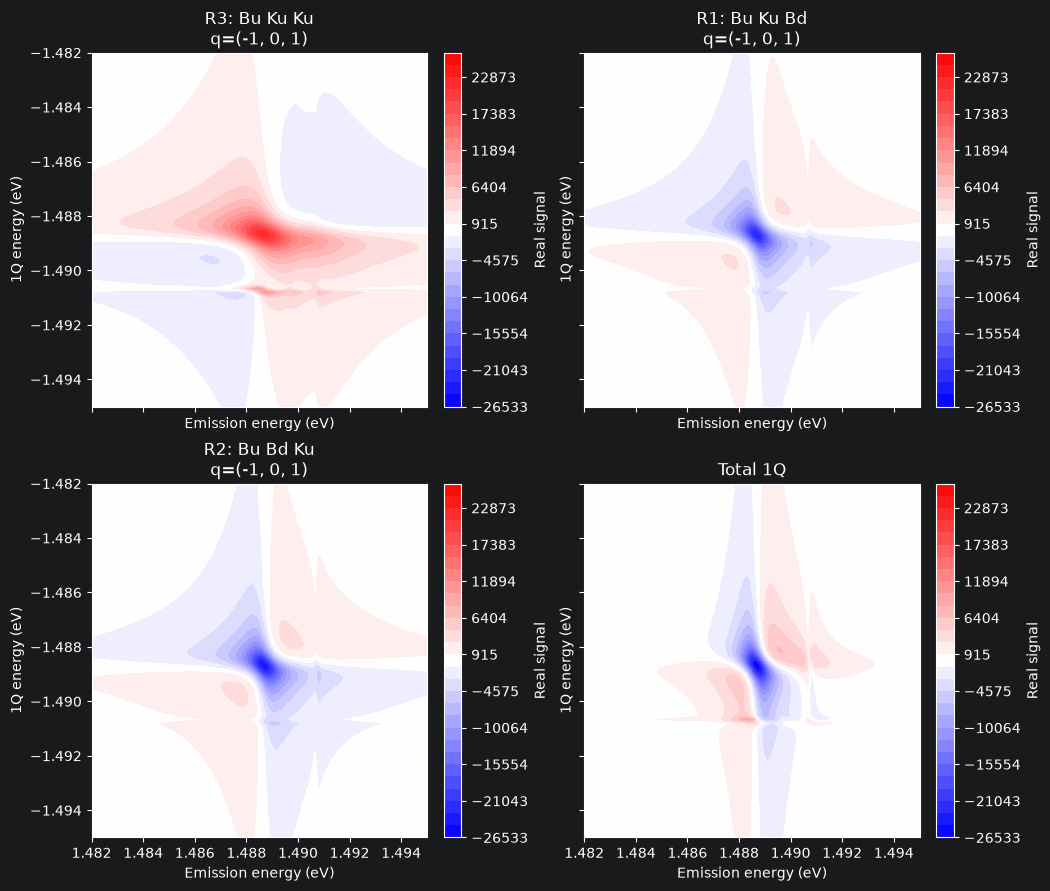 R3: Bu Ku Ku
q=(-1, 0, 1)
−1.482
−1.484
−1.486
−1.488
−1.490
−1.492
−1.494
1Q energy (eV)
Emission energy (eV)
22873
17383
11894
6404
915
−4575
−10064
−15554
−21043
−26533
Real signal
R1: Bu Ku Bd
q=(-1, 0, 1)
1Q energy (eV)
Emission energy (eV)
22873
17383
11894
6404
915
−4575
−10064
−15554
−21043
−26533
Real signal
R2: Bu Bd Ku
q=(-1, 0, 1)
−1.482
−1.484
−1.486
−1.488
−1.490
−1.492
−1.494
1Q energy (eV)
1.482 1.484 1.486 1.488 1.490 1.492 1.494
Emission energy (eV)
22873
17383
11894
6404
915
−4575
−10064
−15554
−21043
−26533
Real signal
Total 1Q
1Q energy (eV)
1.482 1.484 1.486 1.488 1.490 1.492 1.494
Emission energy (eV)
22873
17383
11894
6404
915
−4575
−10064
−15554
−21043
−26533
Real signal